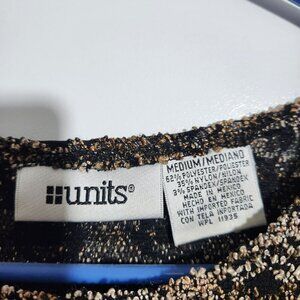 units®
MEDIUM/MEDIANO
62% POLYESTER/POLIESTER
35% NYLON/NILON
3% SPANDEX/SPANDEX
MADE IN MEXICO
HECHO EN MEXICO
WITH IMPORTED FABRIC
CON TELA IMPORTADA
WPL 11935